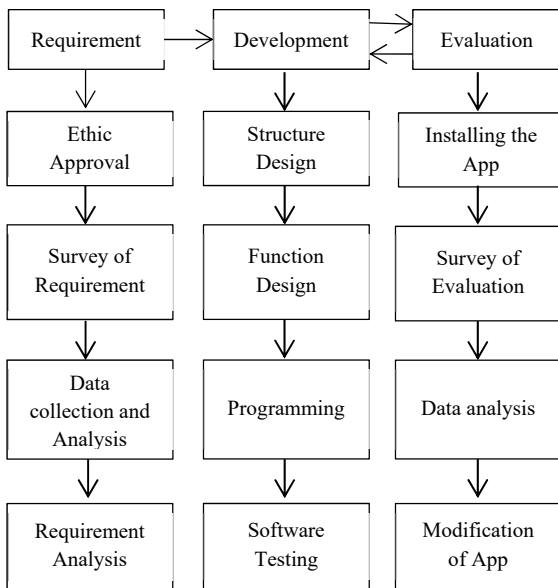 Requirement
Development
Evaluation
Ethic
Approval
Structure
Design
Installing the
App
Survey of
Requirement
Function
Design
Survey of
Evaluation
Data
collection and
Analysis
Programming
Data analysis
Requirement
Analysis
Software
Testing
Modification
of App